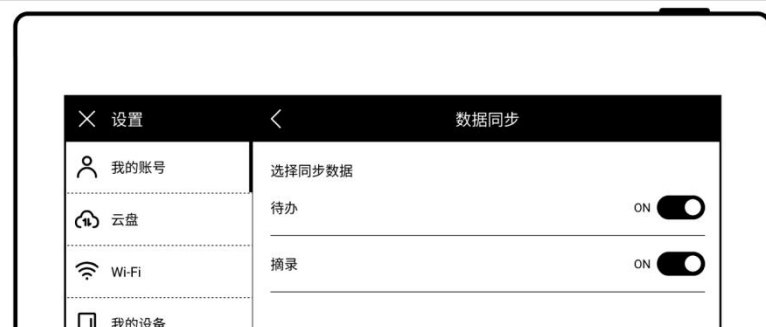 设置
数据同步
我的账号
云盘
Wi-Fi
我的设备
选择同步数据
待办 ON
摘录 ON